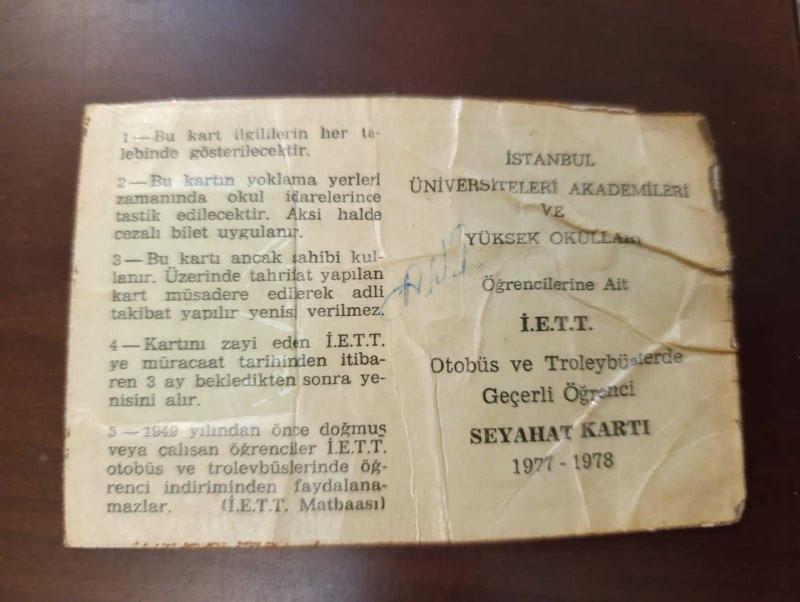 1 — Bu kart ilgililerin her ta-
lebinde gösterilecektir.
2 — Bu kartın yoklama yerleri
zamanında okul idarelerince
tastik edilecektir. Aksi halde
cezalı bilet uygulanır.
3 — Bu kartı ancak sahibi kul-
lanır. Üzerinde tahrifat yapılan
kart müsadere edilerek adli
takibat yapılır yenisi verilmez.
4 — Kartını zayi eden İ.E.T.T.
ye müracaat tarihinden itiba-
ren 3 ay bekledikten sonra ye-
nisini alır.
5 — 1949 yılından önce doğmuş
veya çalışan öğrenciler İ.E.T.T.
otobüs ve troleybüslerinde öğ-
renci indiriminden faydalana-
mazlar. (İ.E.T.T. Matbaası)
İSTANBUL
ÜNİVERSİTELERİ AKADEMİLERİ
VE
YÜKSEK OKULLARI
Öğrencilerine Ait
İ.E.T.T.
Otobüs ve Troleybüslerde
Geçerli Öğrenci
SEYAHAT KARTI
1977 - 1978